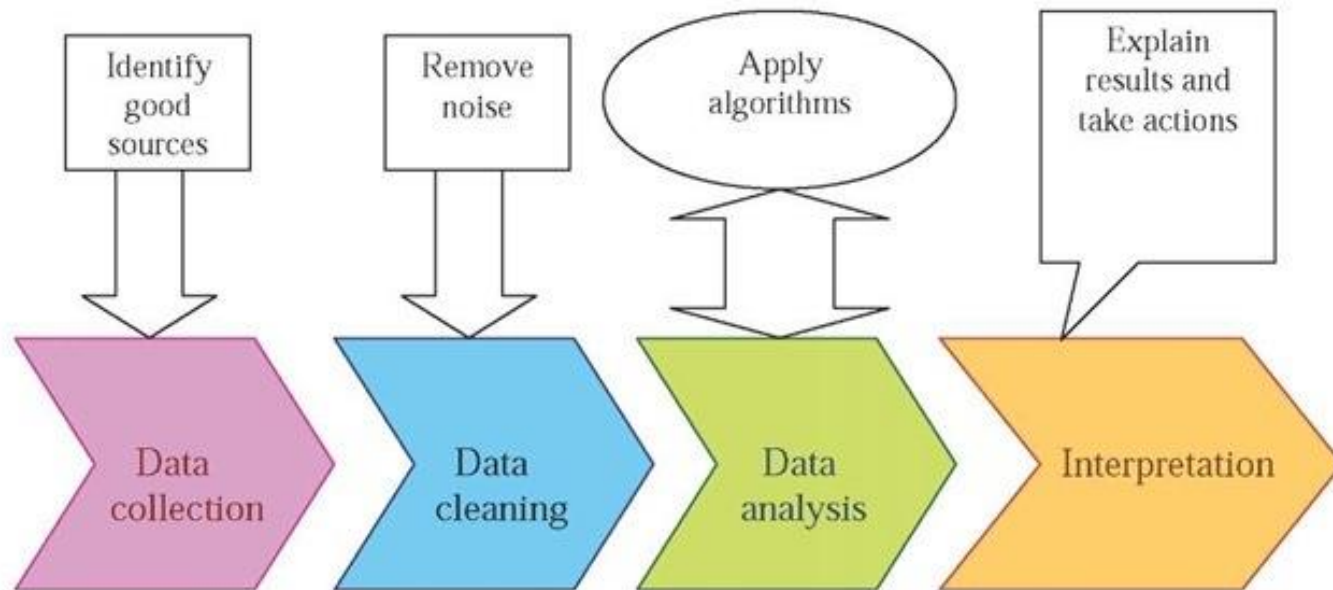 Identify
good
sources
Remove
noise
Apply
algorithms
Explain
results and
take actions
Data
collection
Data
cleaning
Data
analysis
Interpretation